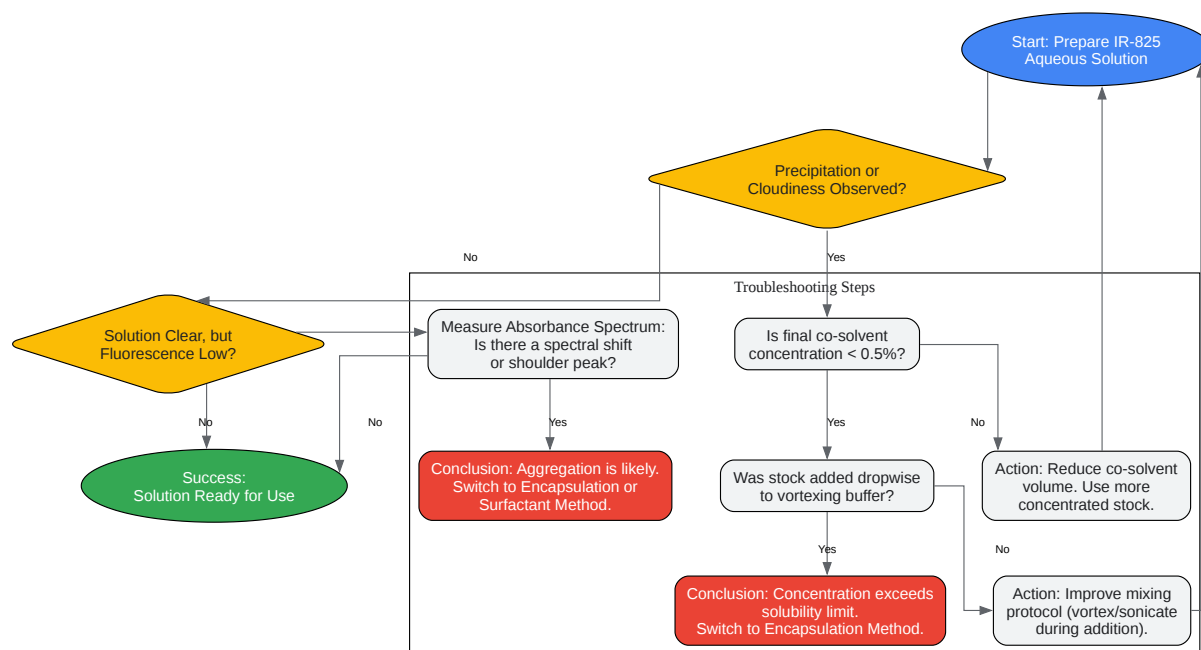 Start: Prepare IR-825
Aqueous Solution
Precipitation or
Cloudiness Observed?
No
Yes
Troubleshooting Steps
Solution Clear, but
Fluorescence Low?
Measure Absorbance Spectrum:
Is there a spectral shift
or shoulder peak?
Is final co-solvent
concentration < 0.5%?
No
No
Yes
Yes
No
Success:
Solution Ready for Use
Conclusion: Aggregation is likely.
Switch to Encapsulation or
Surfactant Method.
Was stock added dropwise
to vortexing buffer?
Action: Reduce co-solvent
volume. Use more
concentrated stock.
Yes
No
Conclusion: Concentration exceeds
solubility limit.
Switch to Encapsulation Method.
Action: Improve mixing
protocol (vortex/sonicate
during addition).